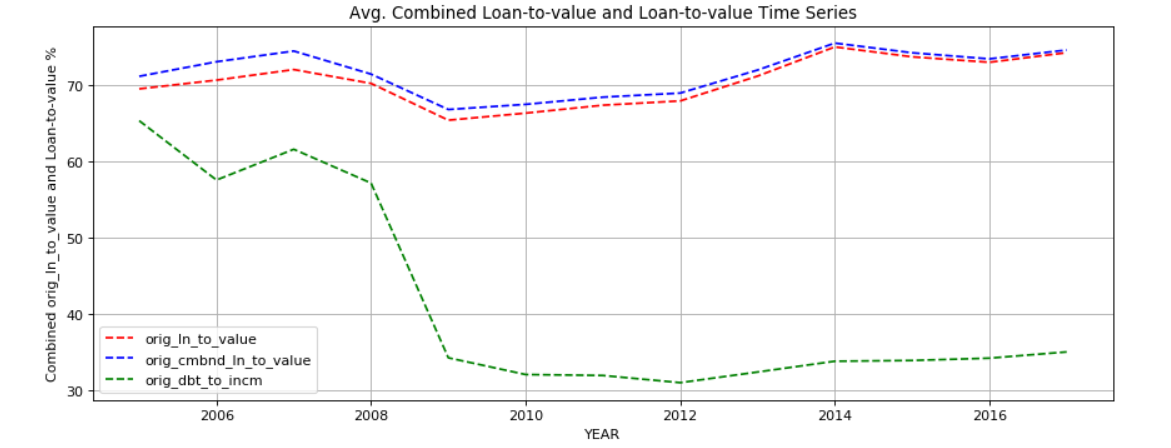 Avg. Combined Loan-to-value and Loan-to-value Time Series
Combined orig_ln_to_value and Loan-to-value %
70
60
50
40
30
orig_ln_to_value
orig_cmbnd_ln_to_value
orig_dbt_to_incm
2006 2008 2010 2012 2014 2016
YEAR